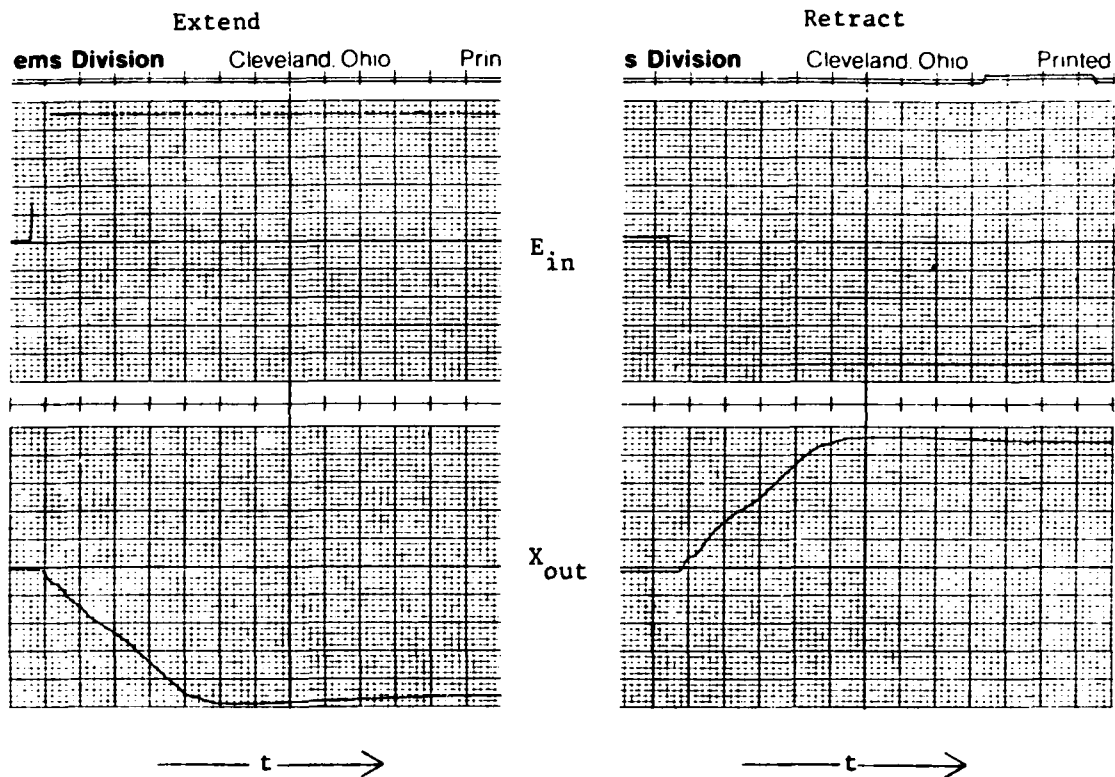 Extend
Retract
ems Division Cleveland, Ohio Prin
s Division Cleveland, Ohio Printed
E in
X out
t
t